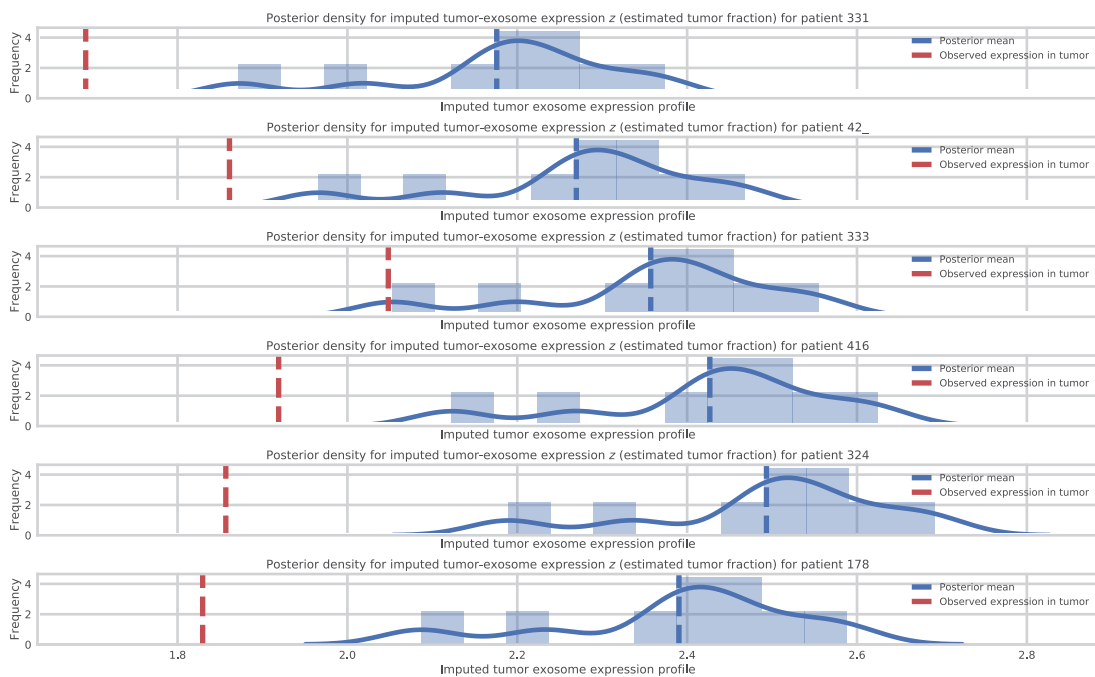 Posterior density for imputed tumor-exosome expression z (estimated tumor fraction) for patient 331
Frequency
4
2
0
Posterior mean
Observed expression in tumor
Imputed tumor exosome expression profile
Posterior density for imputed tumor-exosome expression z (estimated tumor fraction) for patient 42_
Frequency
4
2
0
Posterior mean
Observed expression in tumor
Imputed tumor exosome expression profile
Posterior density for imputed tumor-exosome expression z (estimated tumor fraction) for patient 333
Frequency
4
2
0
Posterior mean
Observed expression in tumor
Imputed tumor exosome expression profile
Posterior density for imputed tumor-exosome expression z (estimated tumor fraction) for patient 416
Frequency
4
2
0
Posterior mean
Observed expression in tumor
Imputed tumor exosome expression profile
Posterior density for imputed tumor-exosome expression z (estimated tumor fraction) for patient 324
Frequency
4
2
0
Posterior mean
Observed expression in tumor
Imputed tumor exosome expression profile
Posterior density for imputed tumor-exosome expression z (estimated tumor fraction) for patient 178
Frequency
4
2
0
Posterior mean
Observed expression in tumor
1.8 2.0 2.2 2.4 2.6 2.8
Imputed tumor exosome expression profile